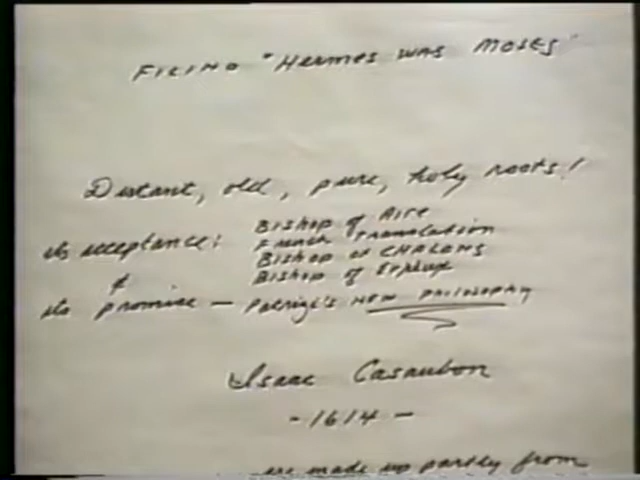 FICINO "Hermes was MOSES"
Distant, old, pure, holy roots!
its acceptance: Bishop of Aire
French Translation
Bishop of CHALONS
Bishop of
&
its promise — Patrizi's NEW PHILOSOPHY
Isaac Casaubon
- 1614 -
are made up partly from